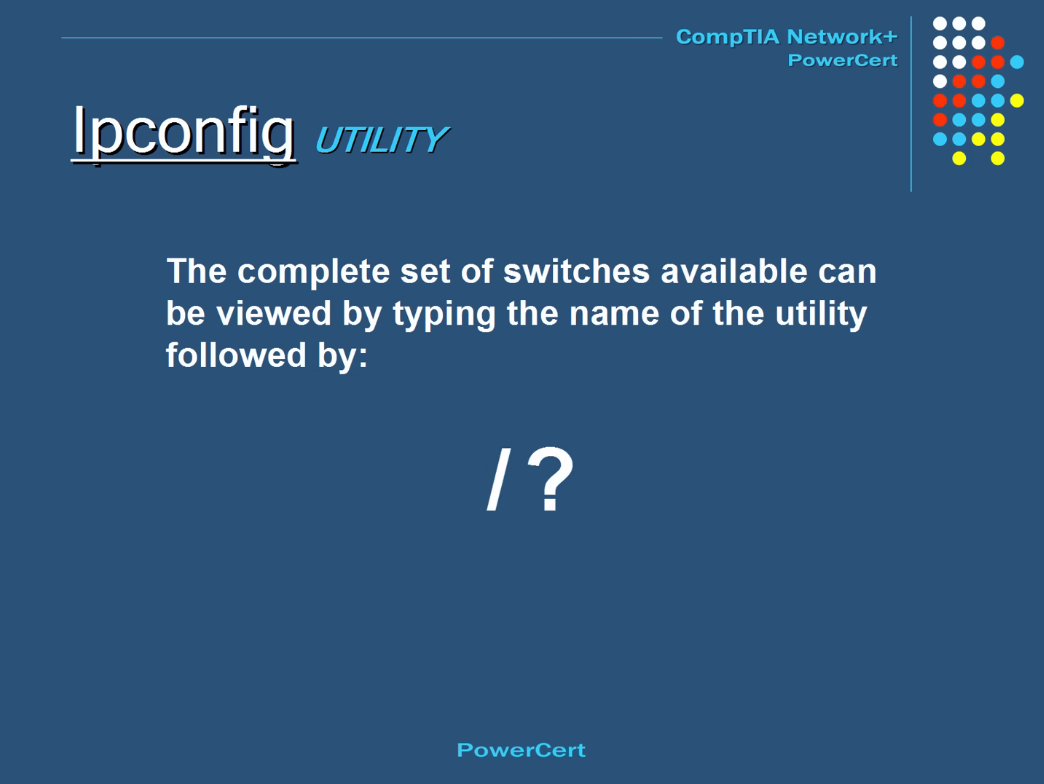 CompTIA Network+
PowerCert
Ipconfig UTILITY
The complete set of switches available can
be viewed by typing the name of the utility
followed by:
/?
PowerCert